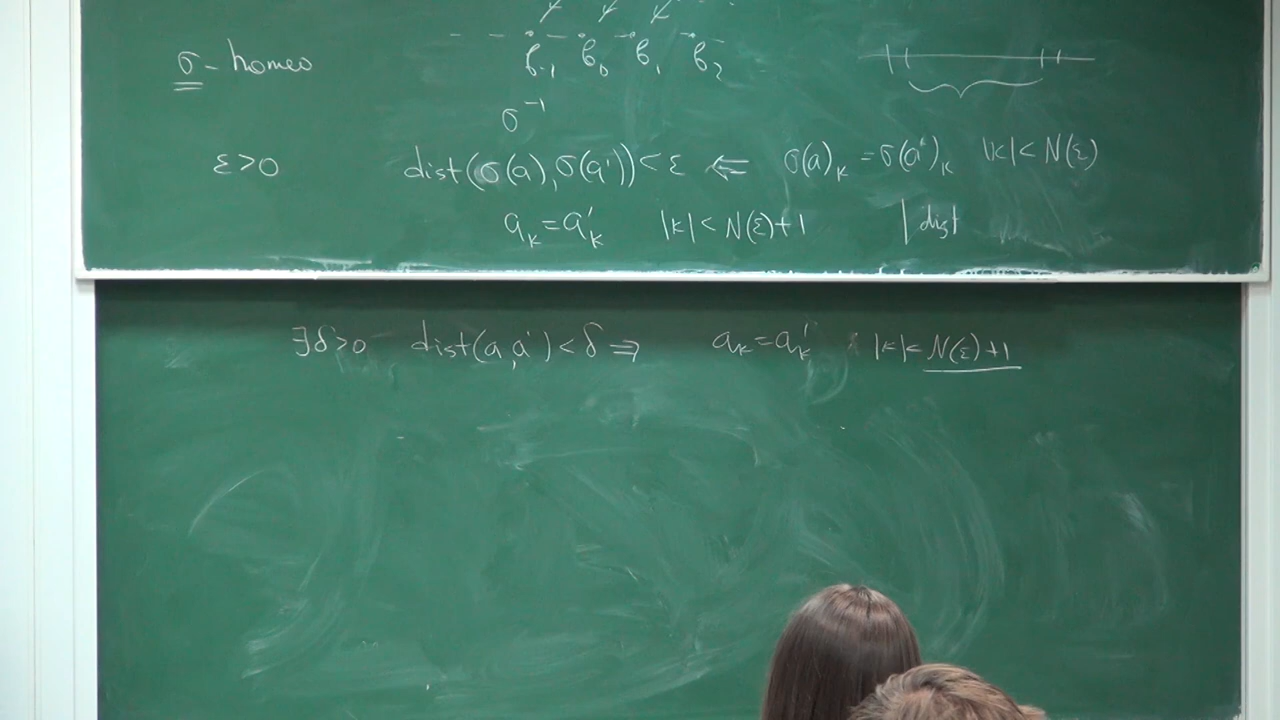 σ - homeo
b₋₁ b₀ b₁ b₂
σ⁻¹
ε>0 dist(σ(a),σ(a'))<ε ⇐ σ(a)ₖ=σ(a')ₖ |k|<N(ε)
aₖ=a'ₖ |k|<N(ε)+1 | dist
∃δ>0 dist(a,a')<δ ⇒ aₖ=a'ₖ |k|<N(ε)+1